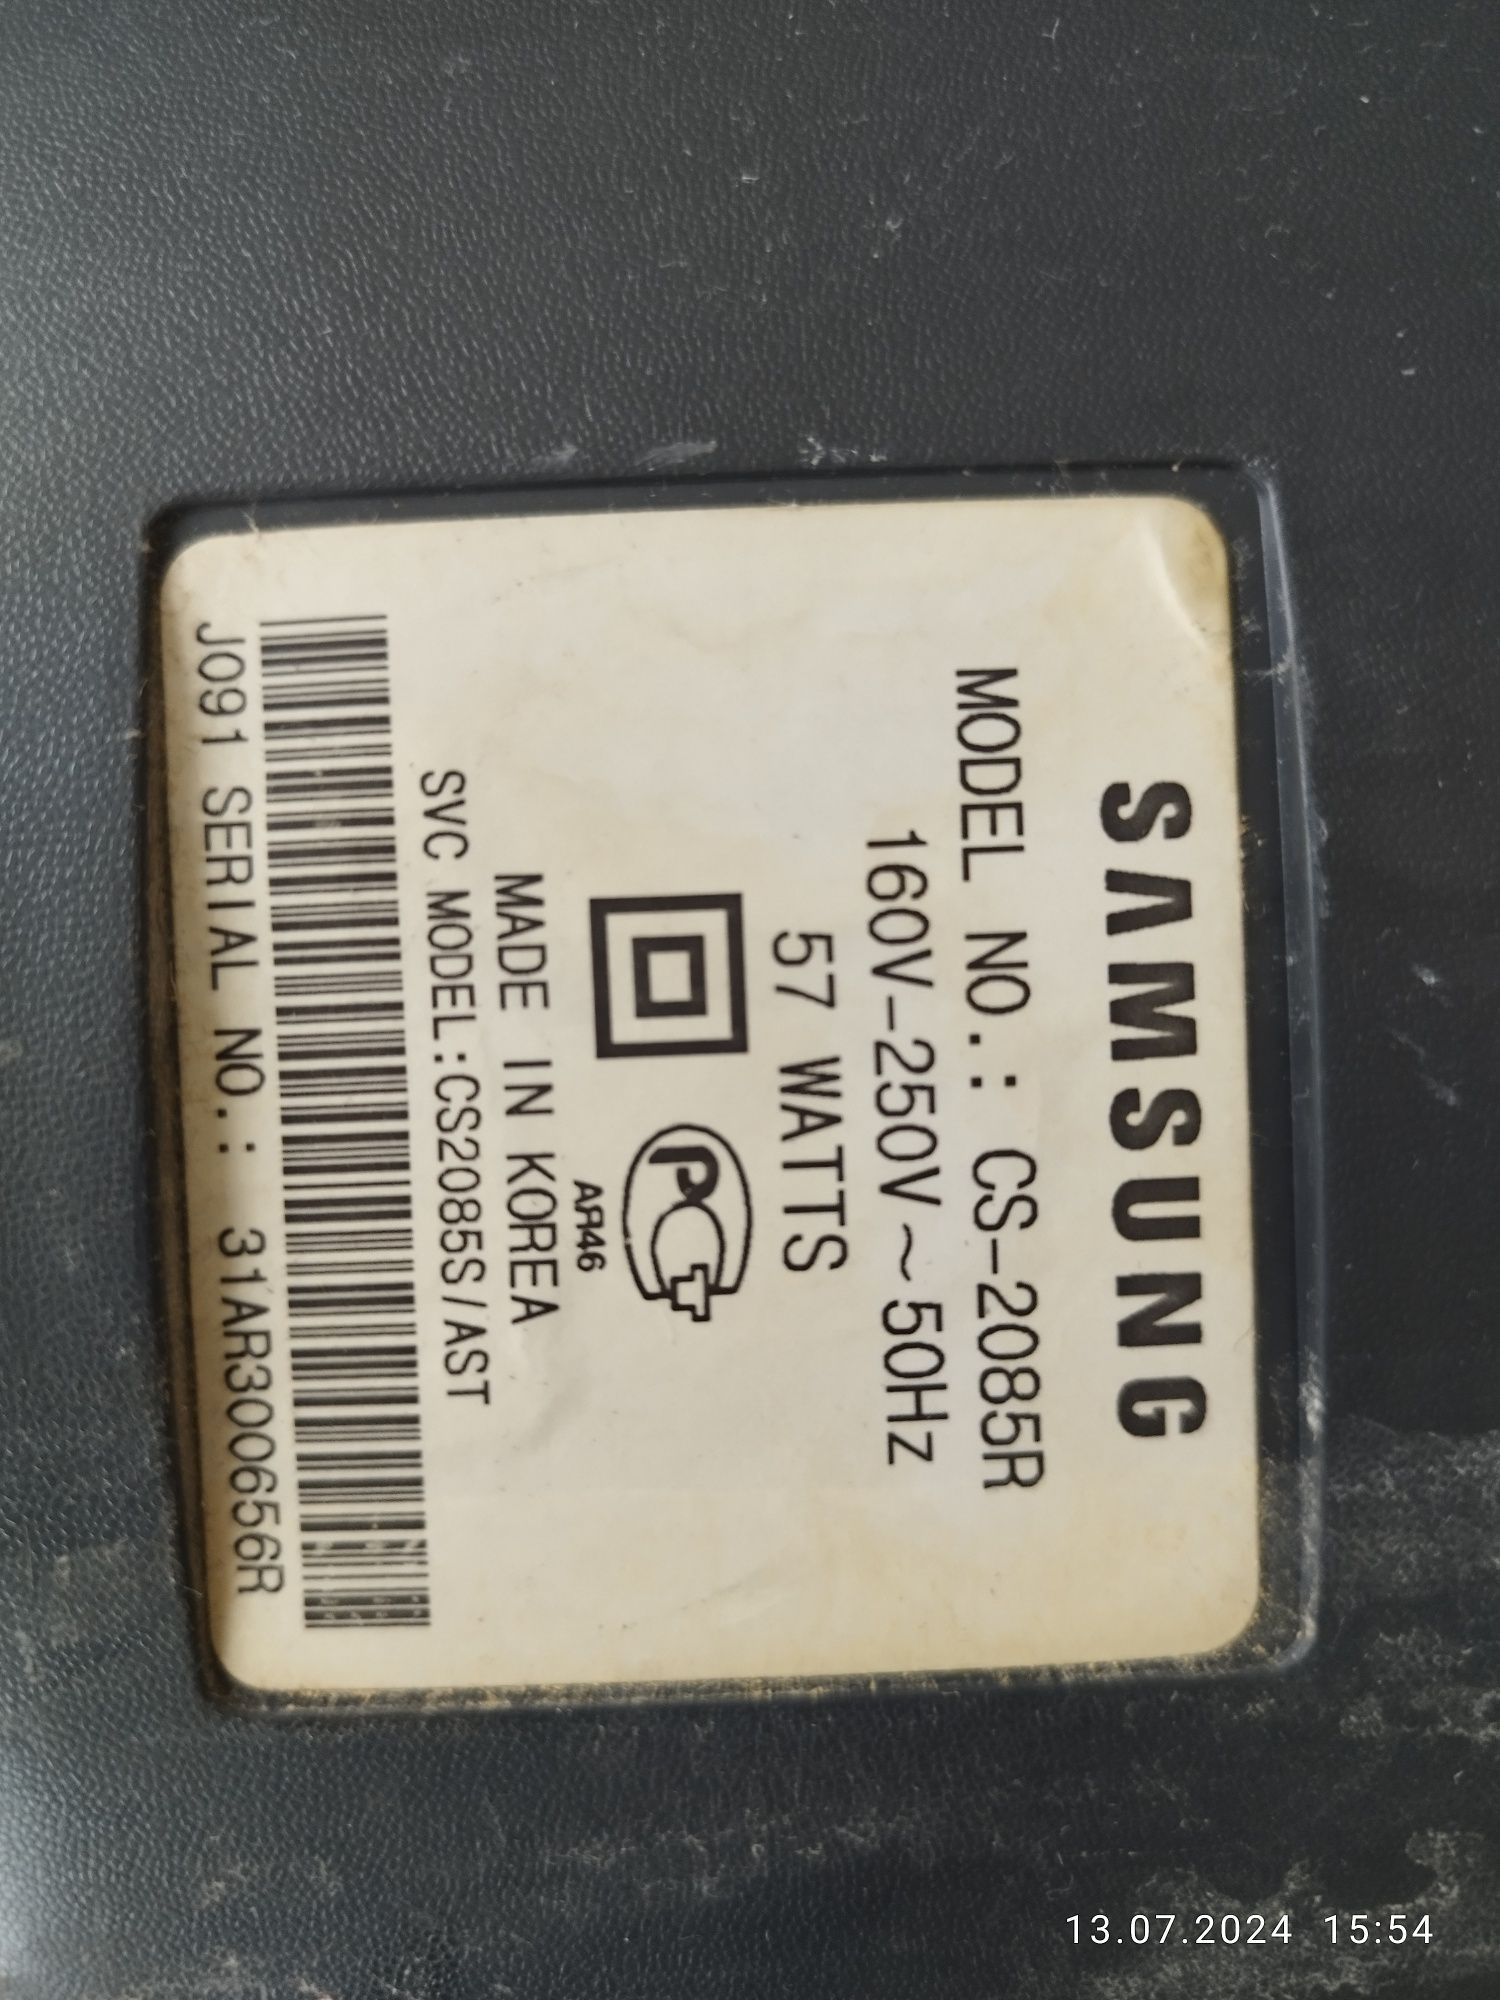 SAMSUNG
MODEL NO.: CS-2085R
160V-250V~50Hz
57 WATTS
РСТ
АЯ46
MADE IN KOREA
SVC MODEL:CS2085S/AST
J091 SERIAL NO.: 31AR300656R
13.07.2024 15:54